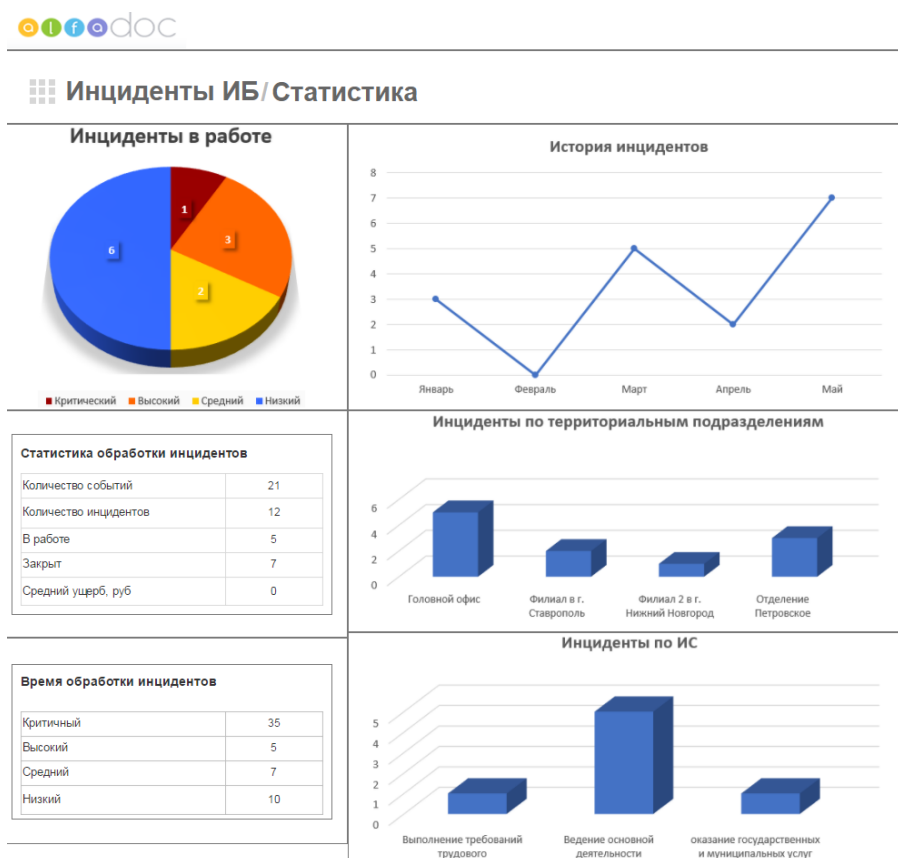 alfadoc
Инциденты ИБ/Статистика
Инциденты в работе
1
3
2
6
Критический Высокий Средний Низкий
История инцидентов
8
7
6
5
4
3
2
1
0
Январь Февраль Март Апрель Май
Статистика обработки инцидентов
Количество событий 21
Количество инцидентов 12
В работе 5
Закрыт 7
Средний ущерб, руб 0
Инциденты по территориальным подразделениям
6
4
2
0
Головной офис Филиал в г. Филиал 2 в г. Отделение
Ставрополь Нижний Новгород Петровское
Время обработки инцидентов
Критичный 35
Высокий 5
Средний 7
Низкий 10
Инциденты по ИС
5
4
3
2
1
0
Выполнение требований Ведение основной оказание государственных
трудового деятельности и муниципальных услуг